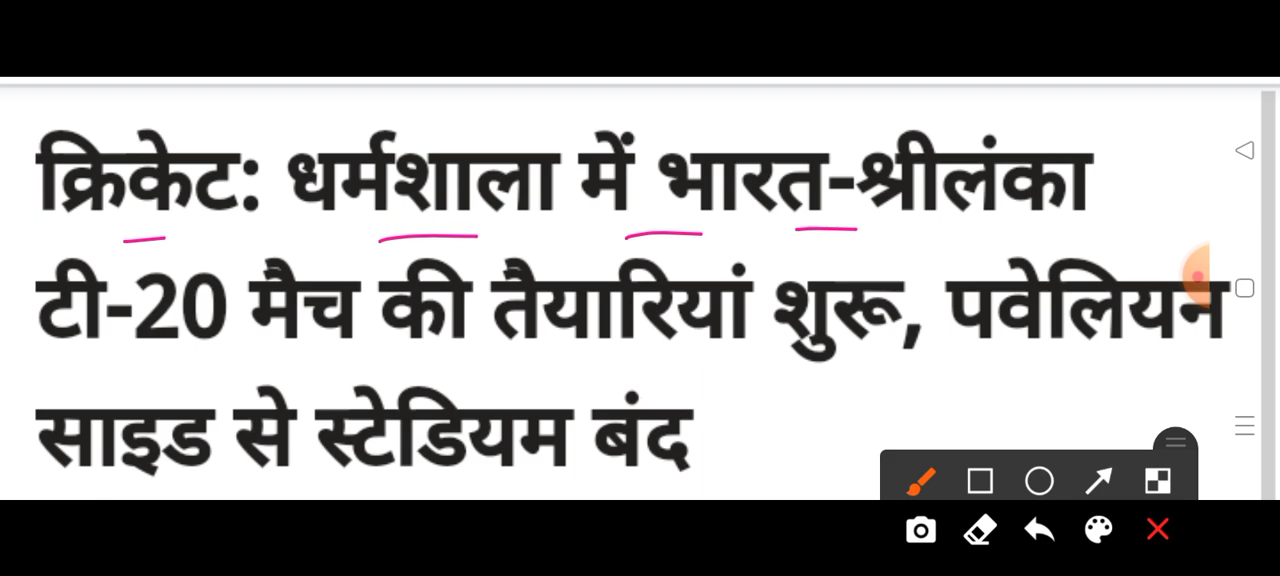 क्रिकेट: धर्मशाला में भारत-श्रीलंका
टी-20 मैच की तैयारियां शुरू, पवेलियन
साइड से स्टेडियम बंद